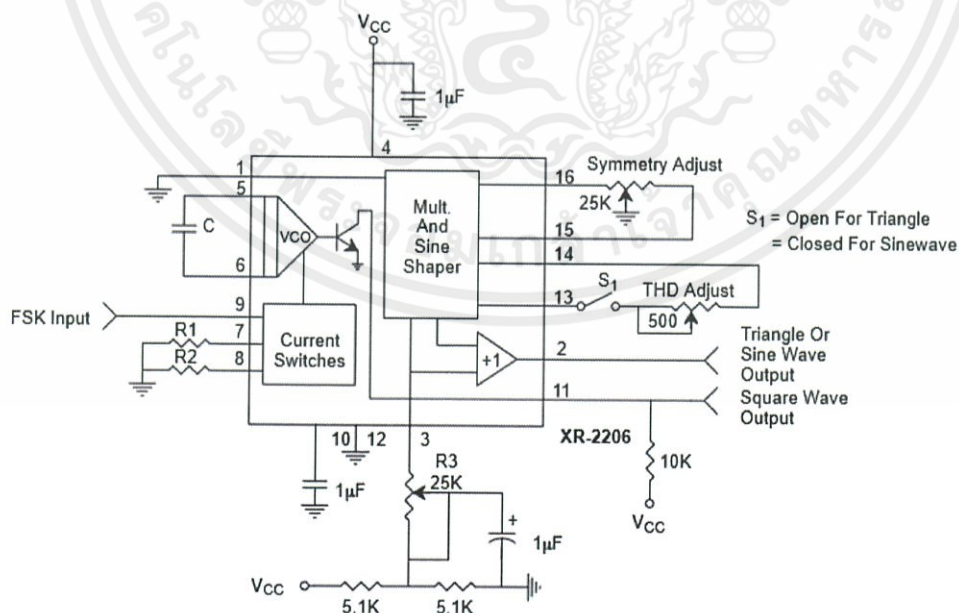 VCC
1μF
4
1
16
Symmetry Adjust
5
25K
S1 = Open For Triangle
= Closed For Sinewave
C
VCO
Mult.
And
Sine
Shaper
15
14
6
S1
THD Adjust
13
500
FSK Input
9
R1
7
R2
8
Current
Switches
+1
2
Triangle Or
Sine Wave
Output
11
Square Wave
Output
10
12
3
XR-2206
R3
25K
10K
1μF
VCC
+
1μF
VCC
5.1K
5.1K